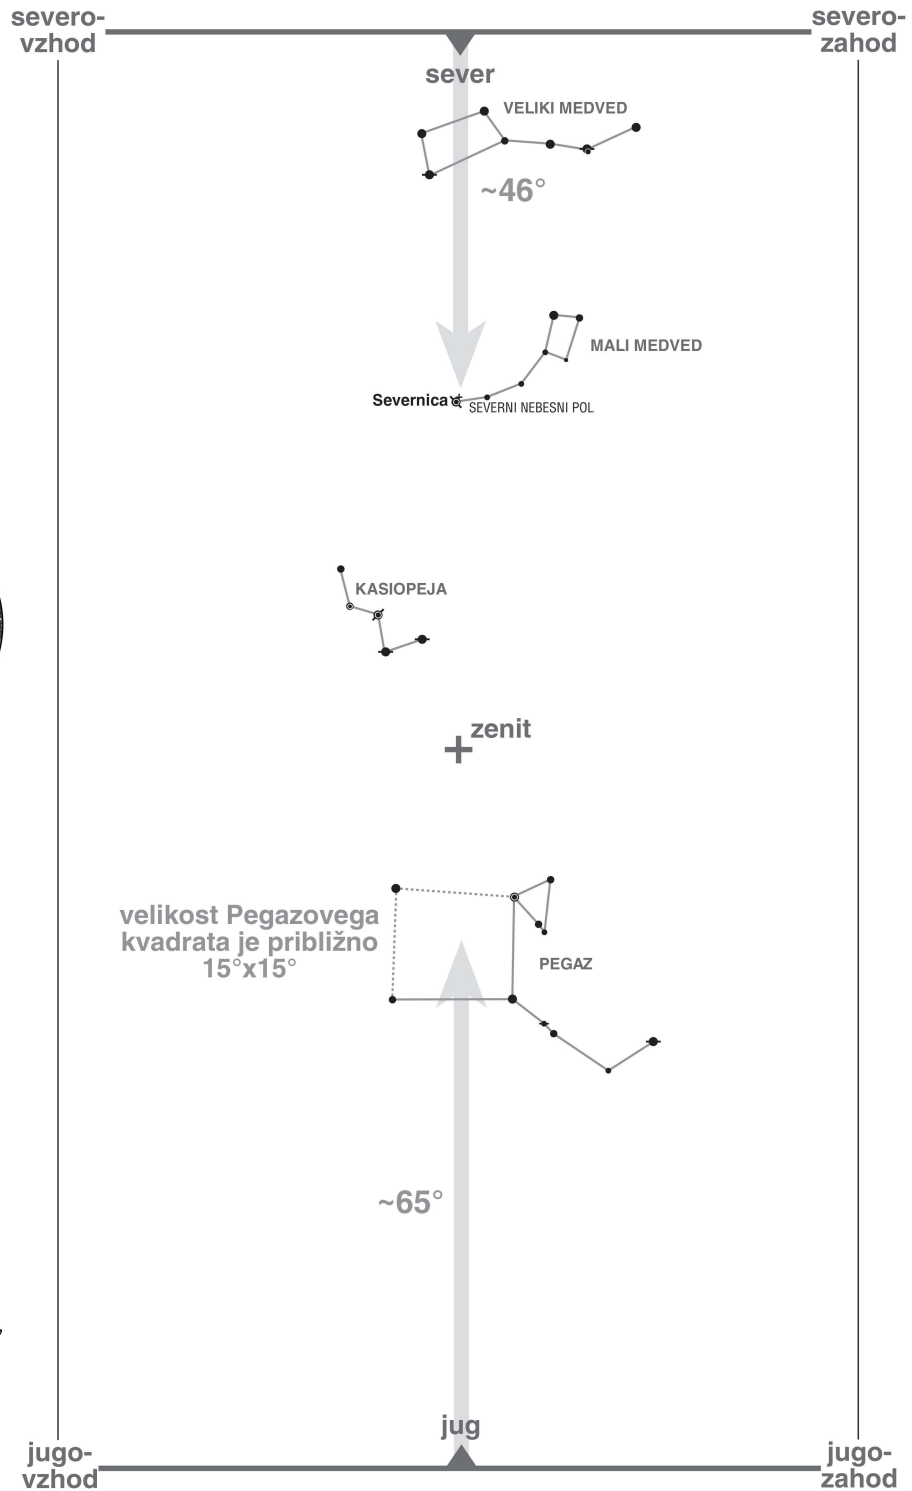 severo-
vzhod
severo-
zahod
sever
VELIKI MEDVED
~46°
MALI MEDVED
Severnica
SEVERNI NEBESNI POL
KASIOPEJA
zenit
velikost Pegazovega
kvadrata je približno
15°x15°
PEGAZ
~65°
jug
jugo-
vzhod
jugo-
zahod